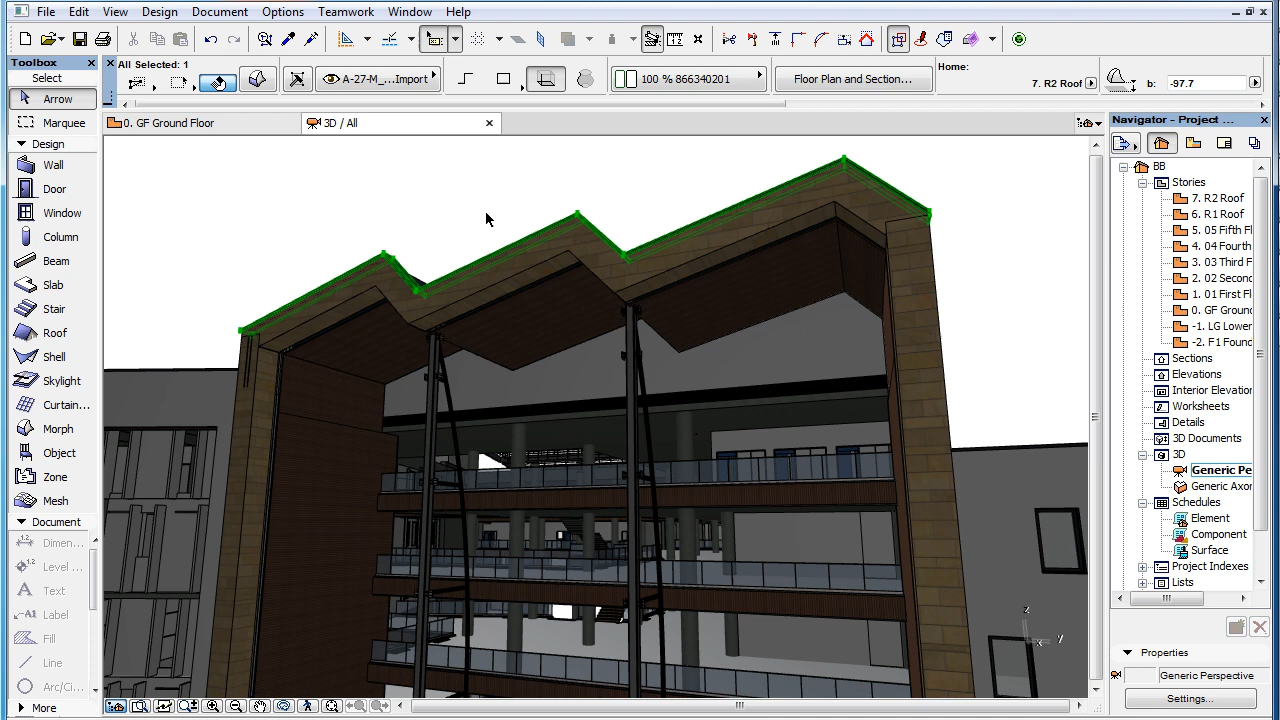 File Edit View Design Document Options Teamwork Window Help
Toolbox
Select
Arrow
Marquee
Design
Wall
Door
Window
Column
Beam
Slab
Stair
Roof
Shell
Skylight
Curtain...
Morph
Object
Zone
Mesh
Document
Dimen...
Level ...
Text
Label
Fill
Line
Arc/Ci...
More
All Selected: 1
A-27-M_...Import
100 % 866340201
Floor Plan and Section...
Home:
7. R2 Roof
b: -97.7
0. GF Ground Floor
3D / All
z
y
x
Navigator - Project ...
BB
Stories
7. R2 Roof
6. R1 Roof
5. 05 Fifth F
4. 04 Fourth
3. 03 Third F
2. 02 Second
1. 01 First Fl
0. GF Ground
-1. LG Lower
-2. F1 Found
Sections
Elevations
Interior Elevation
Worksheets
Details
3D Documents
3D
Generic Pe
Generic Axon
Schedules
Element
Component
Surface
Project Indexes
Lists
Properties
Generic Perspective
Settings...